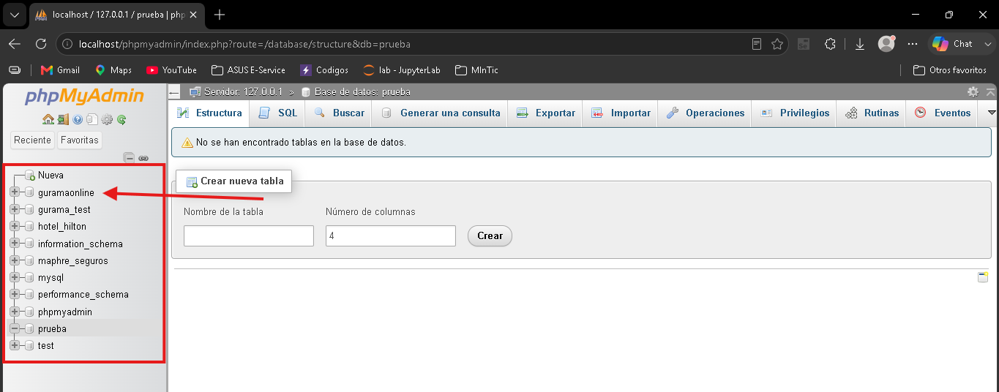 localhost / 127.0.0.1 / prueba | php
localhost/phpmyadmin/index.php?route=/database/structure&db=prueba
Chat
Gmail
Maps
YouTube
ASUS E-Service
Codigos
lab - JupyterLab
MInTic
Otros favoritos
phpMyAdmin
Reciente
Favoritas
Nueva
guramaonline
gurama_test
hotel_hilton
information_schema
maphre_seguros
mysql
performance_schema
phpmyadmin
prueba
test
Servidor: 127.0.0.1 » Base de datos: prueba
Estructura
SQL
Buscar
Generar una consulta
Exportar
Importar
Operaciones
Privilegios
Rutinas
Eventos
No se han encontrado tablas en la base de datos.
Crear nueva tabla
Nombre de la tabla
Número de columnas
4
Crear